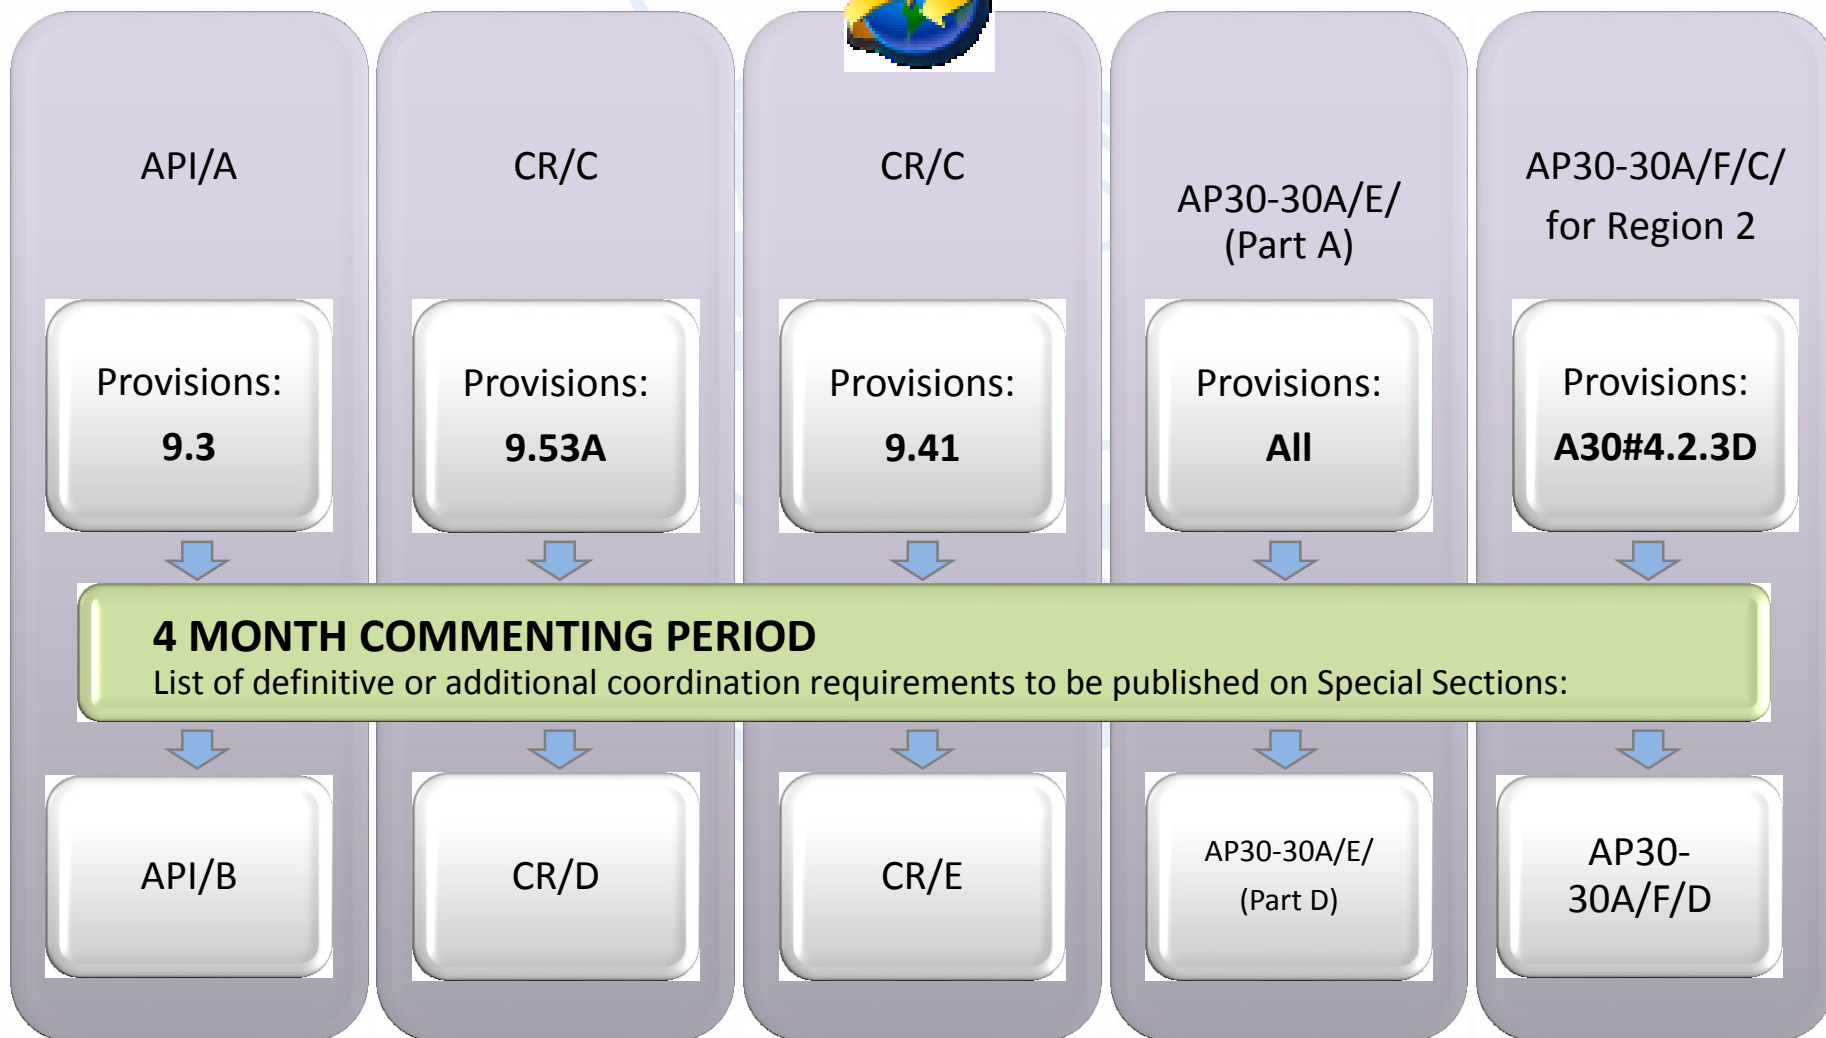 API/A
CR/C
CR/C
AP30-30A/E/
(Part A)
AP30-30A/F/C/
for Region 2
Provisions:
9.3
Provisions:
9.53A
Provisions:
9.41
Provisions:
All
Provisions:
A30#4.2.3D
4 MONTH COMMENTING PERIOD
List of definitive or additional coordination requirements to be published on Special Sections:
API/B
CR/D
CR/E
AP30-30A/E/
(Part D)
AP30-
30A/F/D